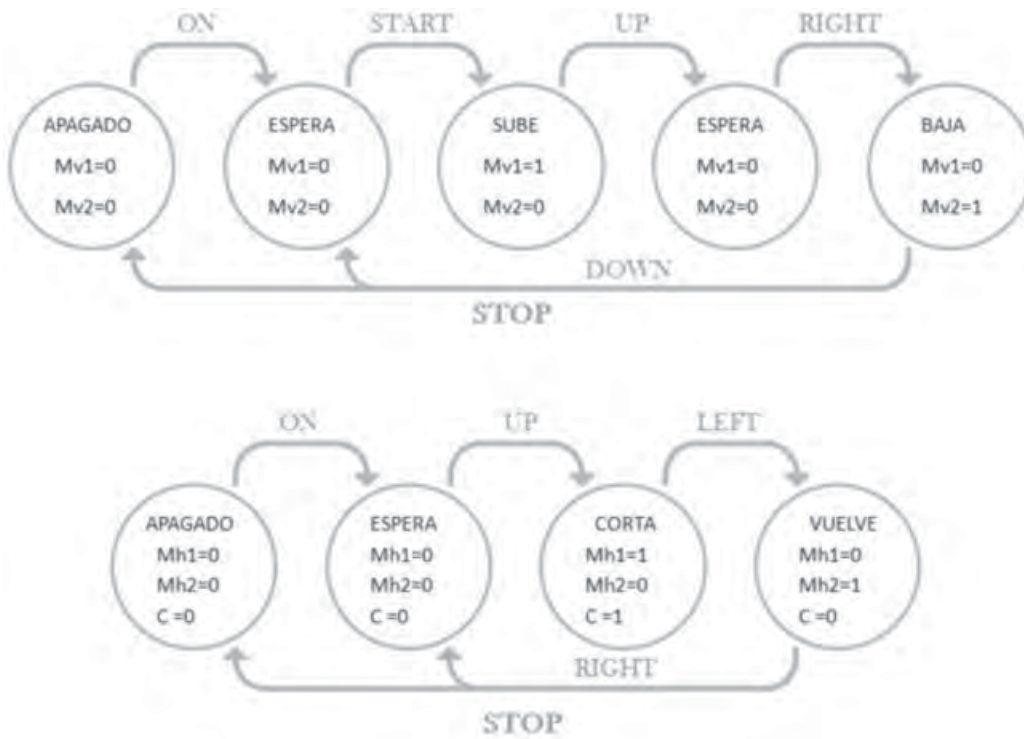 ON START UP RIGHT
APAGADO ESPERA SUBE ESPERA BAJA
Mv1=0 Mv1=0 Mv1=1 Mv1=0 Mv1=0
Mv2=0 Mv2=0 Mv2=0 Mv2=0 Mv2=1
DOWN
STOP
ON UP LEFT
APAGADO ESPERA CORTA VUELVE
Mh1=0 Mh1=0 Mh1=1 Mh1=0
Mh2=0 Mh2=0 Mh2=0 Mh2=1
C =0 C =0 C =1 C =0
RIGHT
STOP